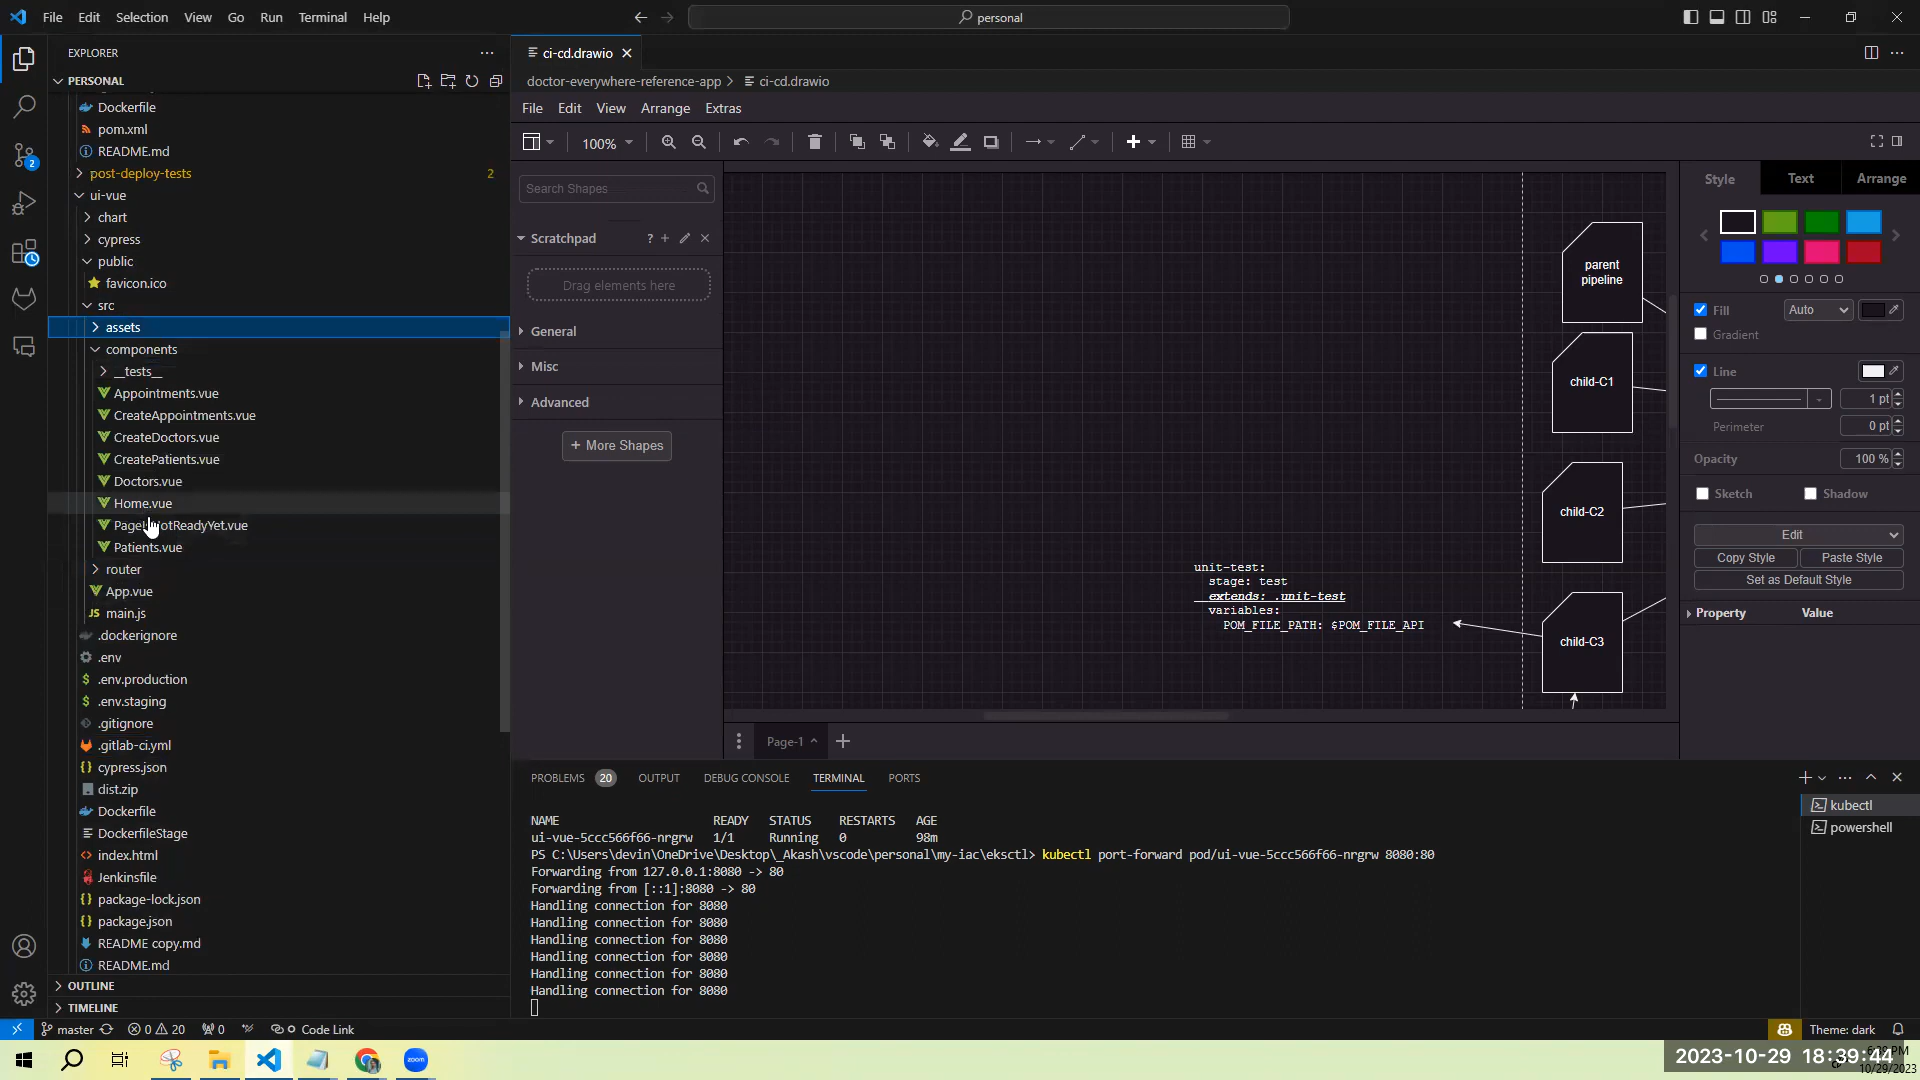 File Edit Selection View Go Run Terminal Help
personal
EXPLORER
PERSONAL
Dockerfile
pom.xml
README.md
post-deploy-tests 2
ui-vue
chart
cypress
public
favicon.ico
src
assets
components
__tests__
Appointments.vue
CreateAppointments.vue
CreateDoctors.vue
CreatePatients.vue
Doctors.vue
Home.vue
Patients.vue
router
App.vue
JS main.js
.dockerignore
.env
$ .env.production
$ .env.staging
.gitignore
.gitlab-ci.yml
{} cypress.json
dist.zip
Dockerfile
DockerfileStage
index.html
Jenkinsfile
{} package-lock.json
{} package.json
README copy.md
README.md
OUTLINE
TIMELINE
2
ci-cd.drawio
doctor-everywhere-reference-app > ci-cd.drawio
File Edit View Arrange Extras
100%
Search Shapes
Scratchpad ? +
Drag elements here
General
Misc
Advanced
+ More Shapes
parent
pipeline
child-C1
child-C2
child-C3
unit-test:
stage: test
extends: .unit-test
variables:
POM_FILE_PATH: $POM_FILE_API
Page-1
Style Text Arrange
Fill Auto
Gradient
Line
1 pt
Perimeter 0 pt
Opacity 100 %
Sketch Shadow
Edit
Copy Style Paste Style
Set as Default Style
Property Value
PROBLEMS 20 OUTPUT DEBUG CONSOLE TERMINAL PORTS
NAME READY STATUS RESTARTS AGE
ui-vue-5ccc566f66-nrgrw 1/1 Running 0 98m
PS C:\Users\devin\OneDrive\Desktop\_Akash\vscode\personal\my-iac\eksctl> kubectl port-forward pod/ui-vue-5ccc566f66-nrgrw 8080:80
Forwarding from 127.0.0.1:8080 -> 80
Forwarding from [::1]:8080 -> 80
Handling connection for 8080
Handling connection for 8080
Handling connection for 8080
Handling connection for 8080
Handling connection for 8080
Handling connection for 8080
kubectl
powershell
master 0 20 0 Code Link
Theme: dark
zoom
2023-10-29 18:39:44
10/29/2023